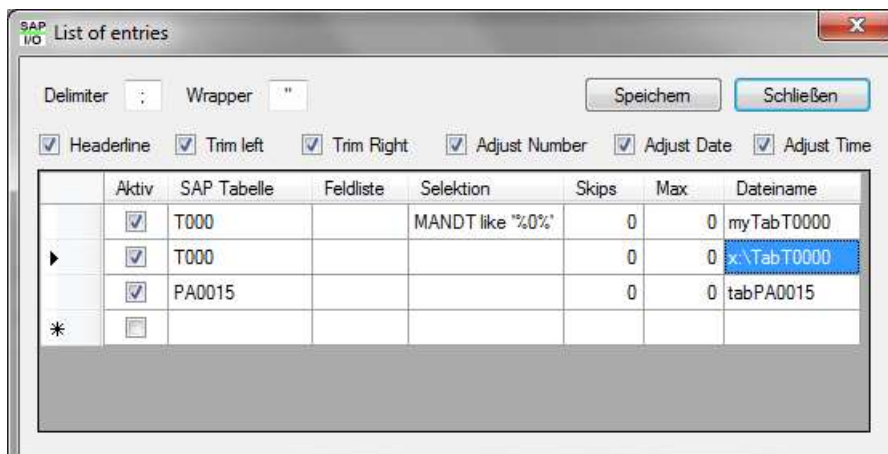 SAP I/O List of entries
Delimiter ; Wrapper " Speichern Schließen
Headerline Trim left Trim Right Adjust Number Adjust Date Adjust Time
Aktiv SAP Tabelle Feldliste Selektion Skips Max Dateiname
T000 MANDT like '%0%' 0 0 myTabT0000
T000 0 0 x:\TabT0000
PA0015 0 0 tabPA0015